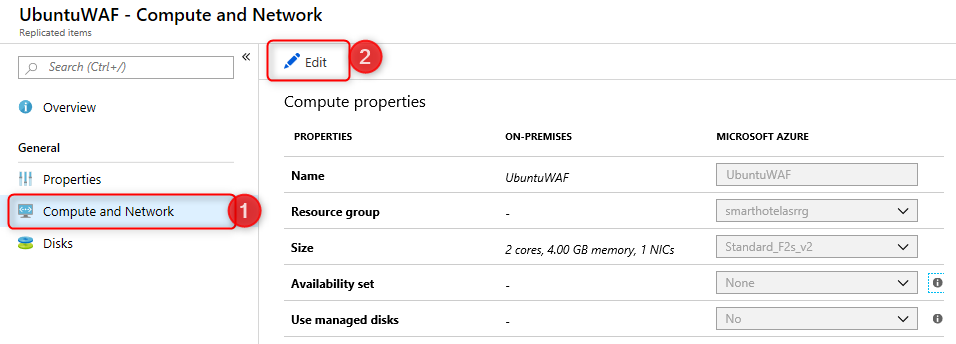 UbuntuWAF - Compute and Network
Replicated items
Search (Ctrl+/)
«
Overview
General
Properties
Compute and Network
1
Disks
Edit
2
Compute properties
PROPERTIES ON-PREMISES MICROSOFT AZURE
Name UbuntuWAF UbuntuWAF
Resource group - smarthotelasrrg
Size 2 cores, 4.00 GB memory, 1 NICs Standard_F2s_v2
Availability set - None
Use managed disks - No